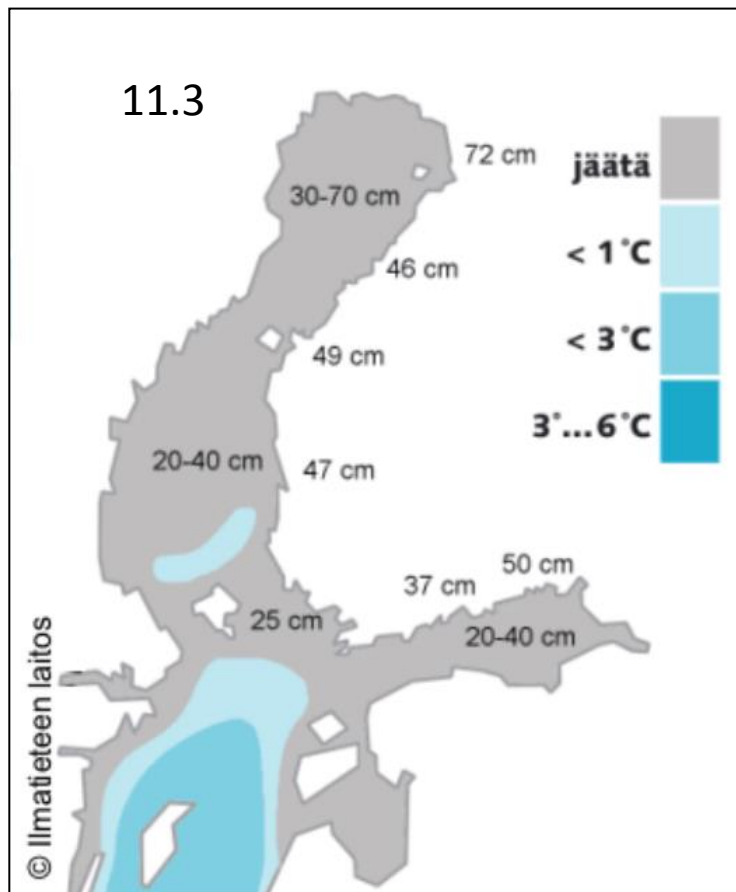 11.3
72 cm
jäätä
30-70 cm
< 1°C
46 cm
< 3°C
49 cm
3°...6°C
20-40 cm
47 cm
50 cm
37 cm
25 cm
20-40 cm
© Ilmatieteen laitos